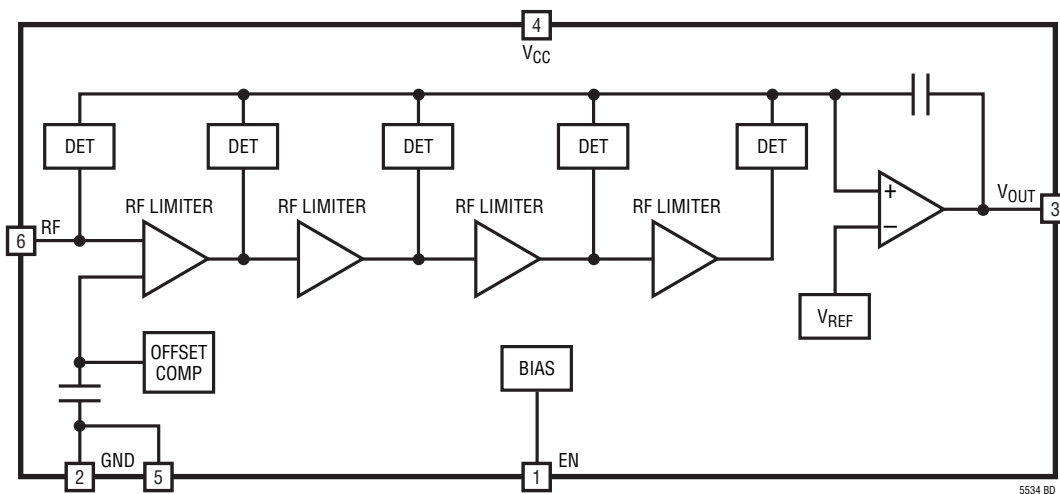 4
VCC
DET
DET
DET
DET
DET
RF LIMITER
RF LIMITER
RF LIMITER
RF LIMITER
+
−
VOUT
3
6
RF
VREF
OFFSET
COMP
BIAS
2
GND
5
1
EN
5534 BD